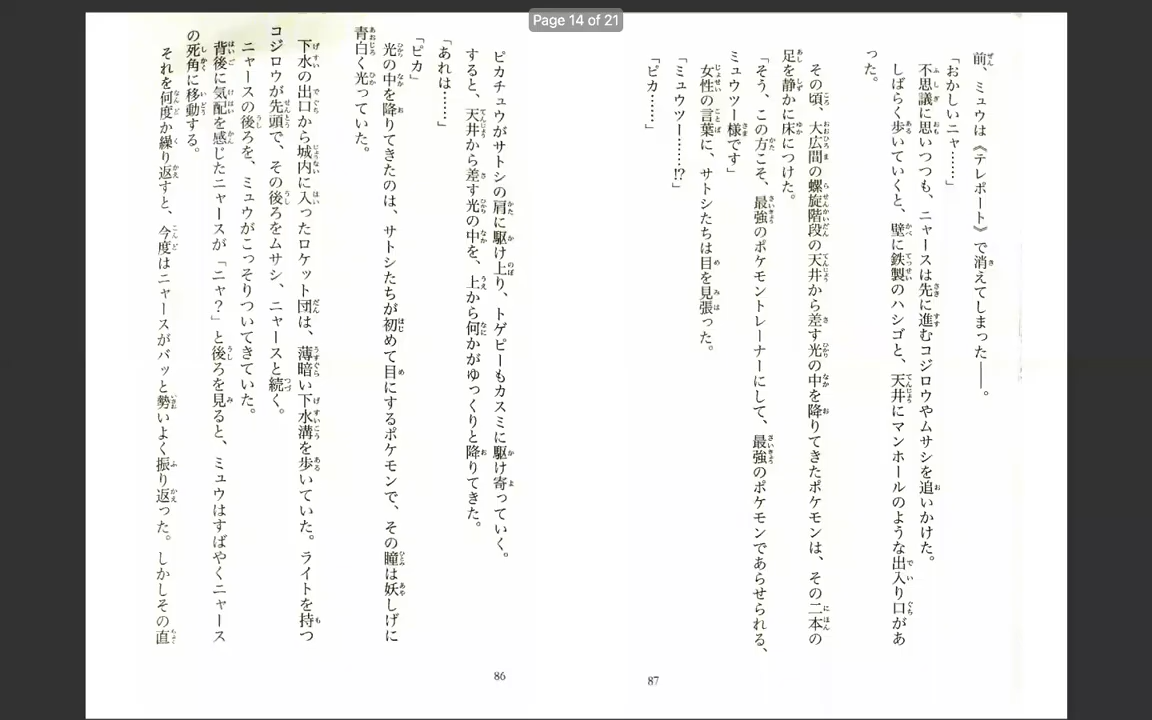 Page 14 of 21
ピカチュウがサトシの肩に駆け上り、トゲピーもカスミに駆け寄っていく。
すると、天井から差す光の中を、上から何かがゆっくりと降りてきた。
「あれは……」
「ピカ」
光の中を降りてきたのは、サトシたちが初めて目にするポケモンで、その瞳は妖しげに
青白く光っていた。
下水の出口から城内に入ったロケット団は、薄暗い下水溝を歩いていた。ライトを持つ
コジロウが先頭で、その後ろをムサシ、ニャースと続く。
ニャースの後ろを、ミュウがこっそりついてきていた。
背後に気配を感じたニャースが「ニャ？」と後ろを見ると、ミュウはすばやくニャース
の死角に移動する。
それを何度か繰り返すと、今度はニャースがバッと勢いよく振り返った。しかしその直
86
前、ミュウは《テレポート》で消えてしまった――。
「おかしいニャ……」
不思議に思いつつも、ニャースは先に進むコジロウやムサシを追いかけた。
しばらく歩いていくと、壁に鉄製のハシゴと、天井にマンホールのような出入り口があ
った。
その頃、大広間の螺旋階段の天井から差す光の中を降りてきたポケモンは、その二本の
足を静かに床につけた。
「そう、この方こそ、最強のポケモントレーナーにして、最強のポケモンであらせられる、
ミュウツー様です」
女性の言葉に、サトシたちは目を見張った。
「ミュウツー……!?」
「ピカ……」
87